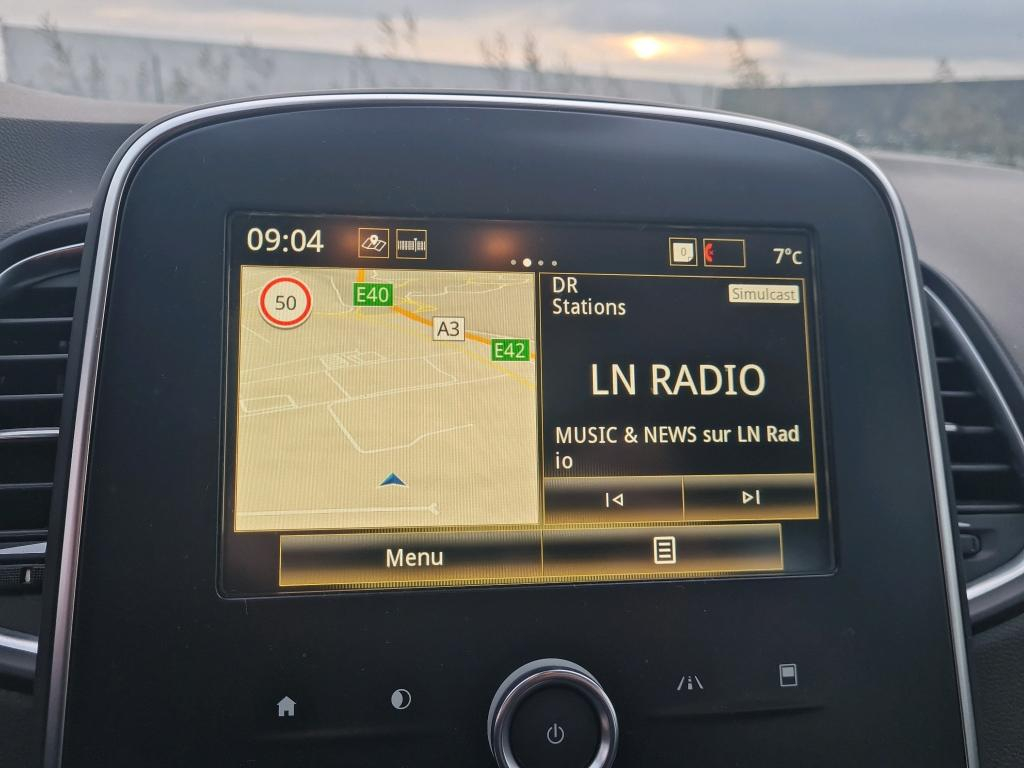 09:04
0
7°C
50
E40
A3
E42
DR
Stations
Simulcast
LN RADIO
MUSIC & NEWS sur LN Rad
io
Menu